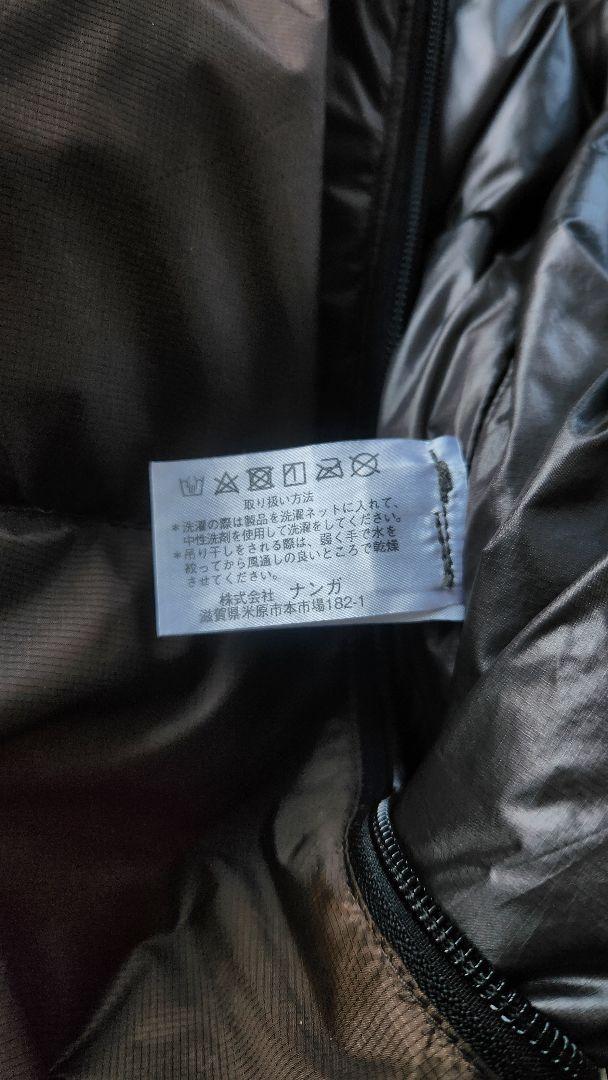 取り扱い方法
*洗濯の際は製品を洗濯ネットに入れて、
中性洗剤を使用して洗濯をしてください。
*吊り干しをされる際は、弱く手で水を
絞ってから風通しの良いところで乾燥
させてください。
株式会社 ナンガ
滋賀県米原市本市場182-1